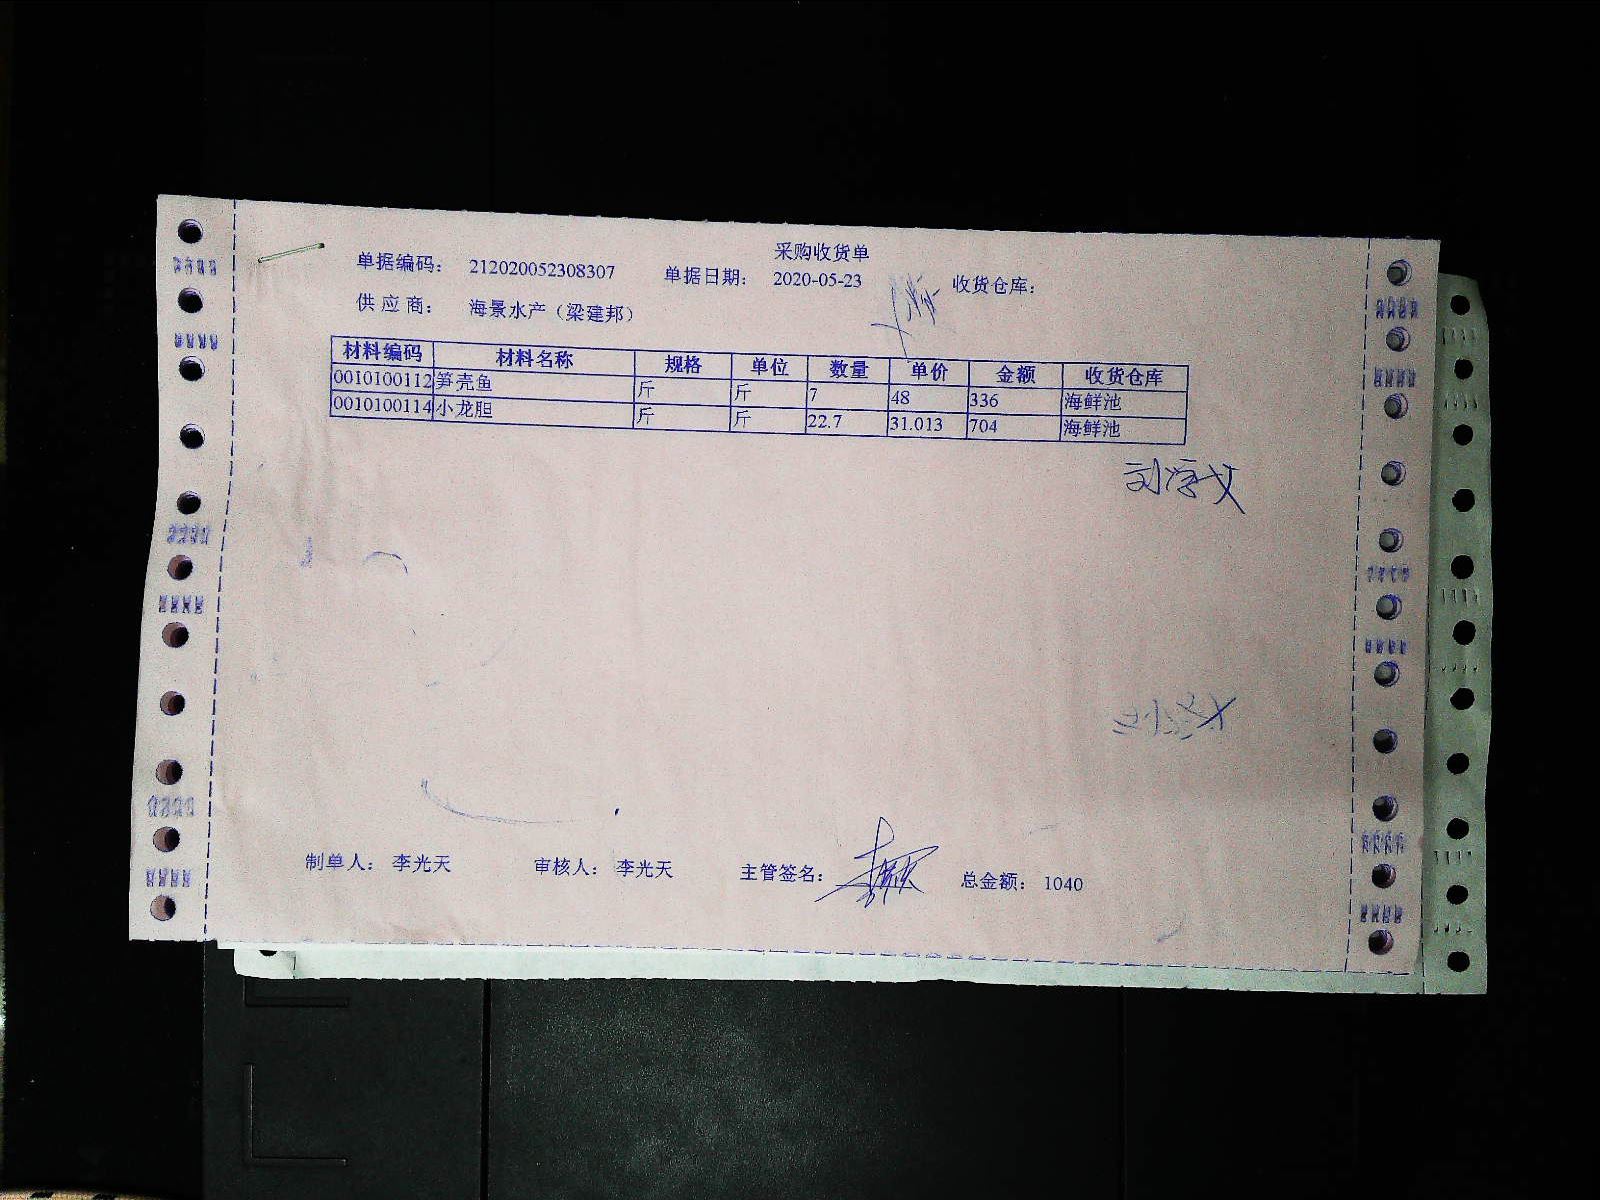 采购收货单
单据编码： 212020052308307 单据日期： 2020-05-23 收货仓库：
供 应 商： 海景水产（梁建邦）
材料编码 材料名称 规格 单位 数量 单价 金额 收货仓库
0010100112 笋壳鱼 斤 斤 7 48 336 海鲜池
0010100114 小龙胆 斤 斤 22.7 31.013 704 海鲜池
制单人： 李光天 审核人： 李光天 主管签名： 总金额： 1040